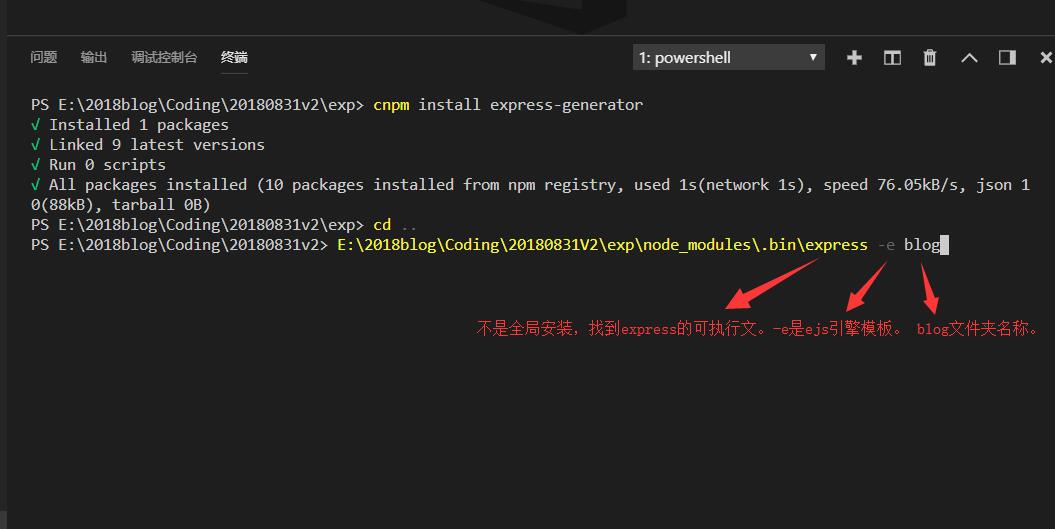 问题 输出 调试控制台 终端 1: powershell
PS E:\2018blog\Coding\20180831v2\exp> cnpm install express-generator
√ Installed 1 packages
√ Linked 9 latest versions
√ Run 0 scripts
√ All packages installed (10 packages installed from npm registry, used 1s(network 1s), speed 76.05kB/s, json 1
0(88kB), tarball 0B)
PS E:\2018blog\Coding\20180831v2\exp> cd ..
PS E:\2018blog\Coding\20180831v2> E:\2018blog\Coding\20180831V2\exp\node_modules\.bin\express -e blog
不是全局安装，找到express的可执行文。-e是ejs引擎模板。 blog文件夹名称。